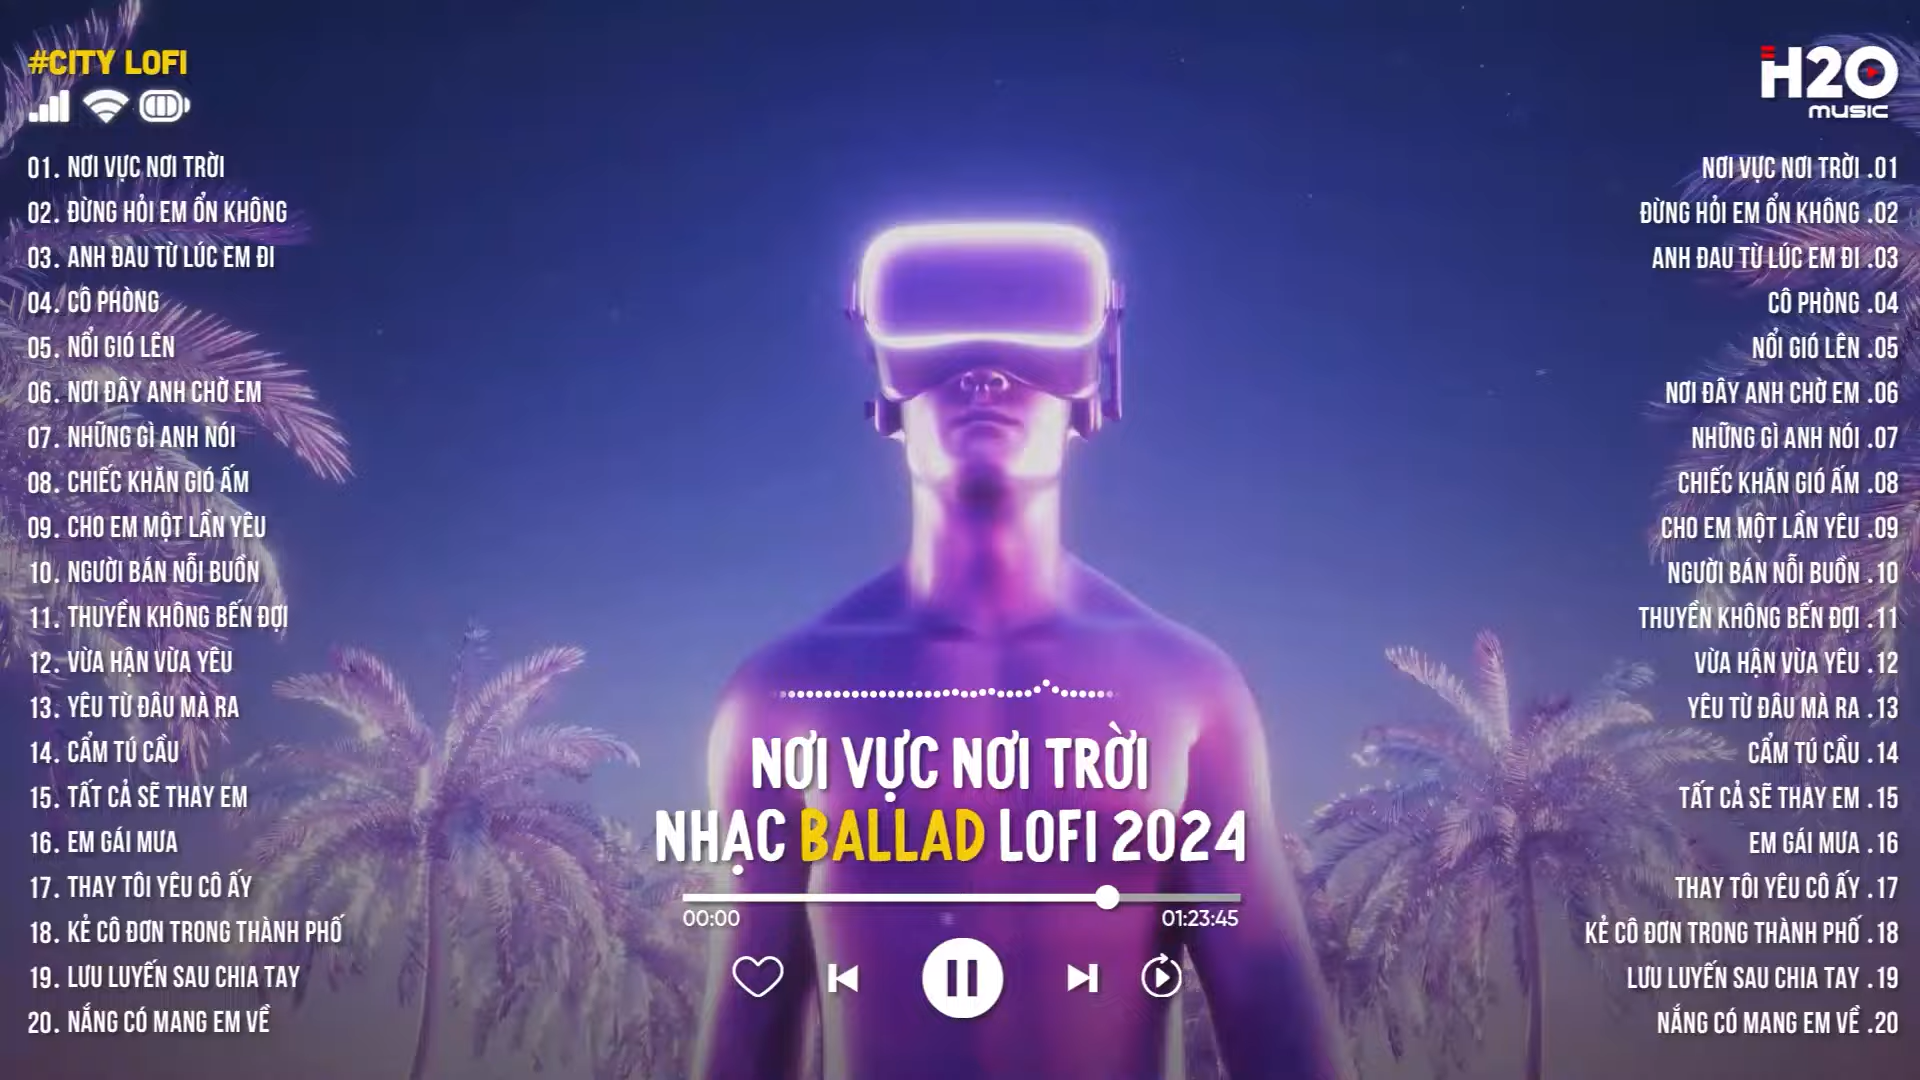 #CITY LOFI
H2O
MUSIC
01. NƠI VỰC NƠI TRỜI
02. ĐỪNG HỎI EM ỔN KHÔNG
03. ANH ĐAU TỪ LÚC EM ĐI
04. CÔ PHÒNG
05. NỔI GIÓ LÊN
06. NƠI ĐÂY ANH CHỜ EM
07. NHỮNG GÌ ANH NÓI
08. CHIẾC KHĂN GIÓ ẤM
09. CHO EM MỘT LẦN YÊU
10. NGƯỜI BÁN NỖI BUỒN
11. THUYỀN KHÔNG BẾN ĐỢI
12. VỪA HẬN VỪA YÊU
13. YÊU TỪ ĐÂU MÀ RA
14. CẨM TÚ CẦU
15. TẤT CẢ SẼ THAY EM
16. EM GÁI MƯA
17. THAY TÔI YÊU CÔ ẤY
18. KẺ CÔ ĐƠN TRONG THÀNH PHỐ
19. LƯU LUYẾN SAU CHIA TAY
20. NẮNG CÓ MANG EM VỀ
NƠI VỰC NƠI TRỜI
NHẠC BALLAD LOFI 2024
00:00
01:23:45
NƠI VỰC NƠI TRỜI .01
ĐỪNG HỎI EM ỔN KHÔNG .02
ANH ĐAU TỪ LÚC EM ĐI .03
CÔ PHÒNG .04
NỔI GIÓ LÊN .05
NƠI ĐÂY ANH CHỜ EM .06
NHỮNG GÌ ANH NÓI .07
CHIẾC KHĂN GIÓ ẤM .08
CHO EM MỘT LẦN YÊU .09
NGƯỜI BÁN NỖI BUỒN .10
THUYỀN KHÔNG BẾN ĐỢI .11
VỪA HẬN VỪA YÊU .12
YÊU TỪ ĐÂU MÀ RA .13
CẨM TÚ CẦU .14
TẤT CẢ SẼ THAY EM .15
EM GÁI MƯA .16
THAY TÔI YÊU CÔ ẤY .17
KẺ CÔ ĐƠN TRONG THÀNH PHỐ .18
LƯU LUYẾN SAU CHIA TAY .19
NẮNG CÓ MANG EM VỀ .20